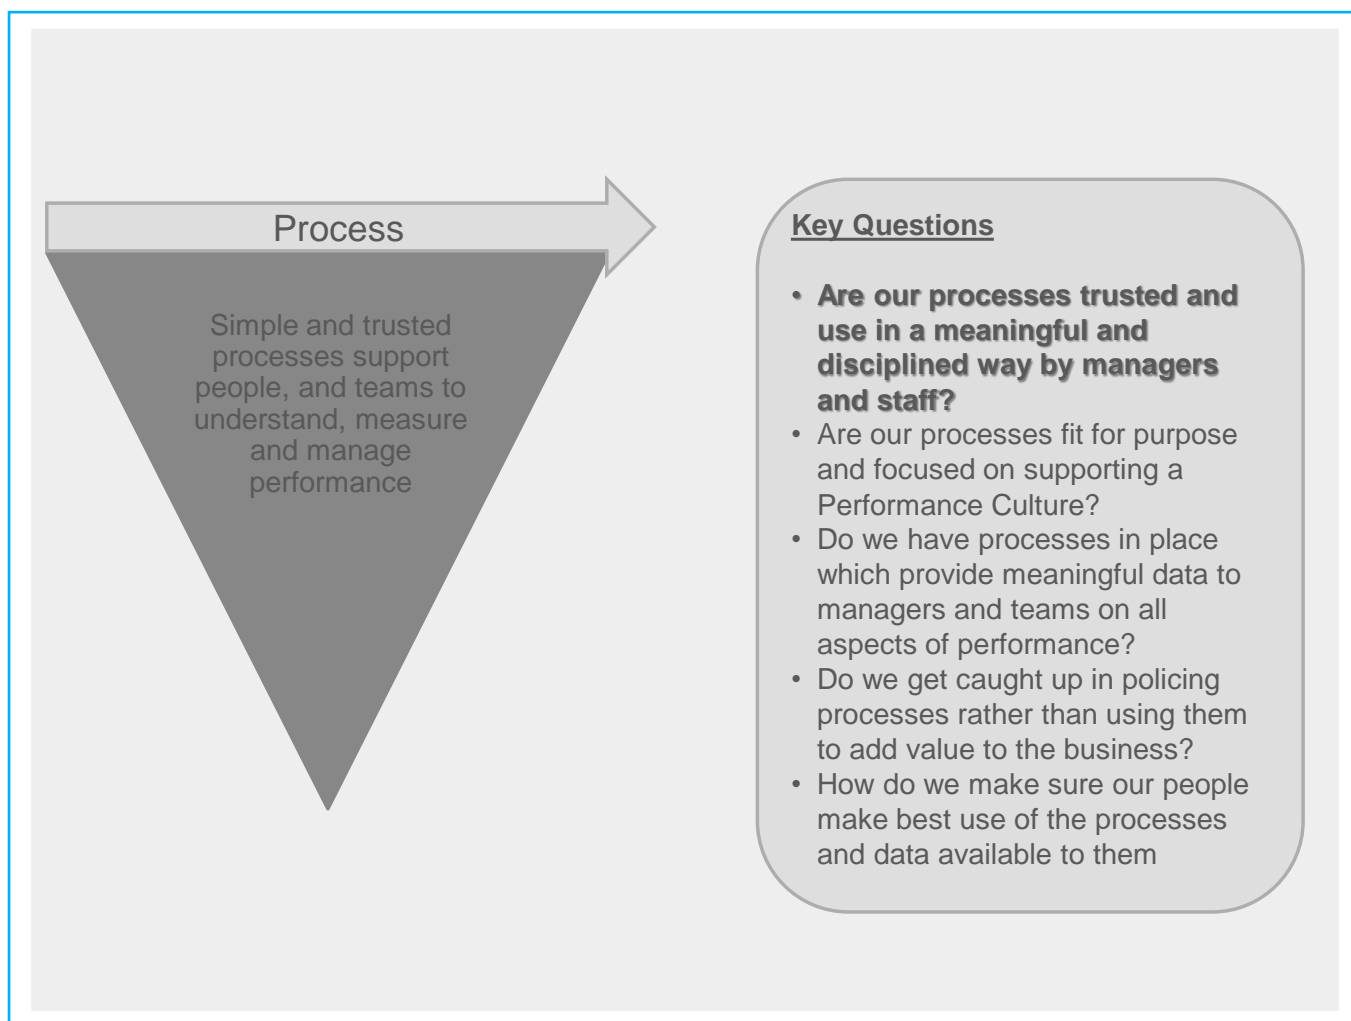 Process
Simple and trusted
processes support
people, and teams to
understand, measure
and manage
performance
Key Questions
• Are our processes trusted and
use in a meaningful and
disciplined way by managers
and staff?
• Are our processes fit for purpose
and focused on supporting a
Performance Culture?
• Do we have processes in place
which provide meaningful data to
managers and teams on all
aspects of performance?
• Do we get caught up in policing
processes rather than using them
to add value to the business?
• How do we make sure our people
make best use of the processes
and data available to them